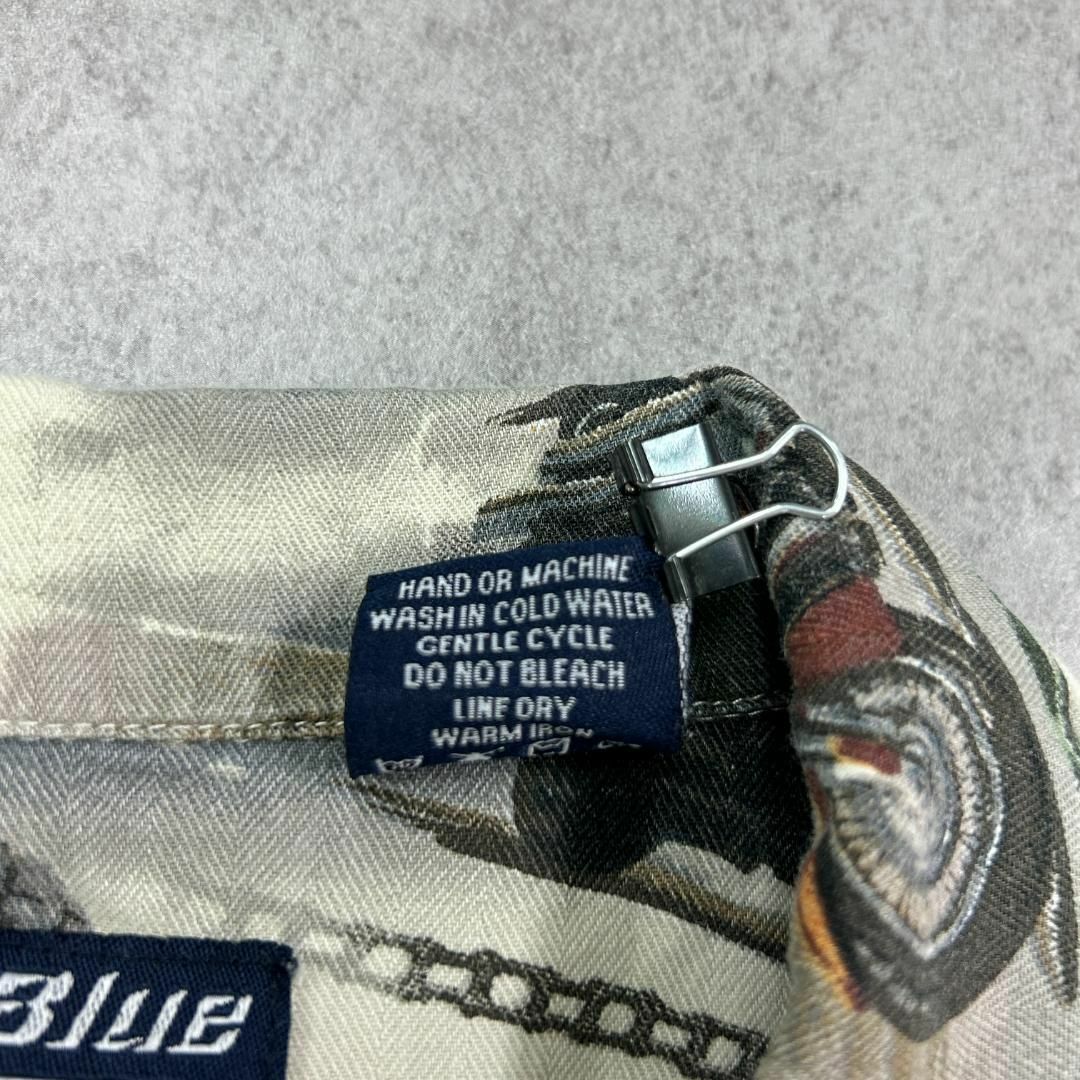 HAND OR MACHINE
WASH IN COLD WATER
GENTLE CYCLE
DO NOT BLEACH
LINE DRY
WARM IRON
Blue